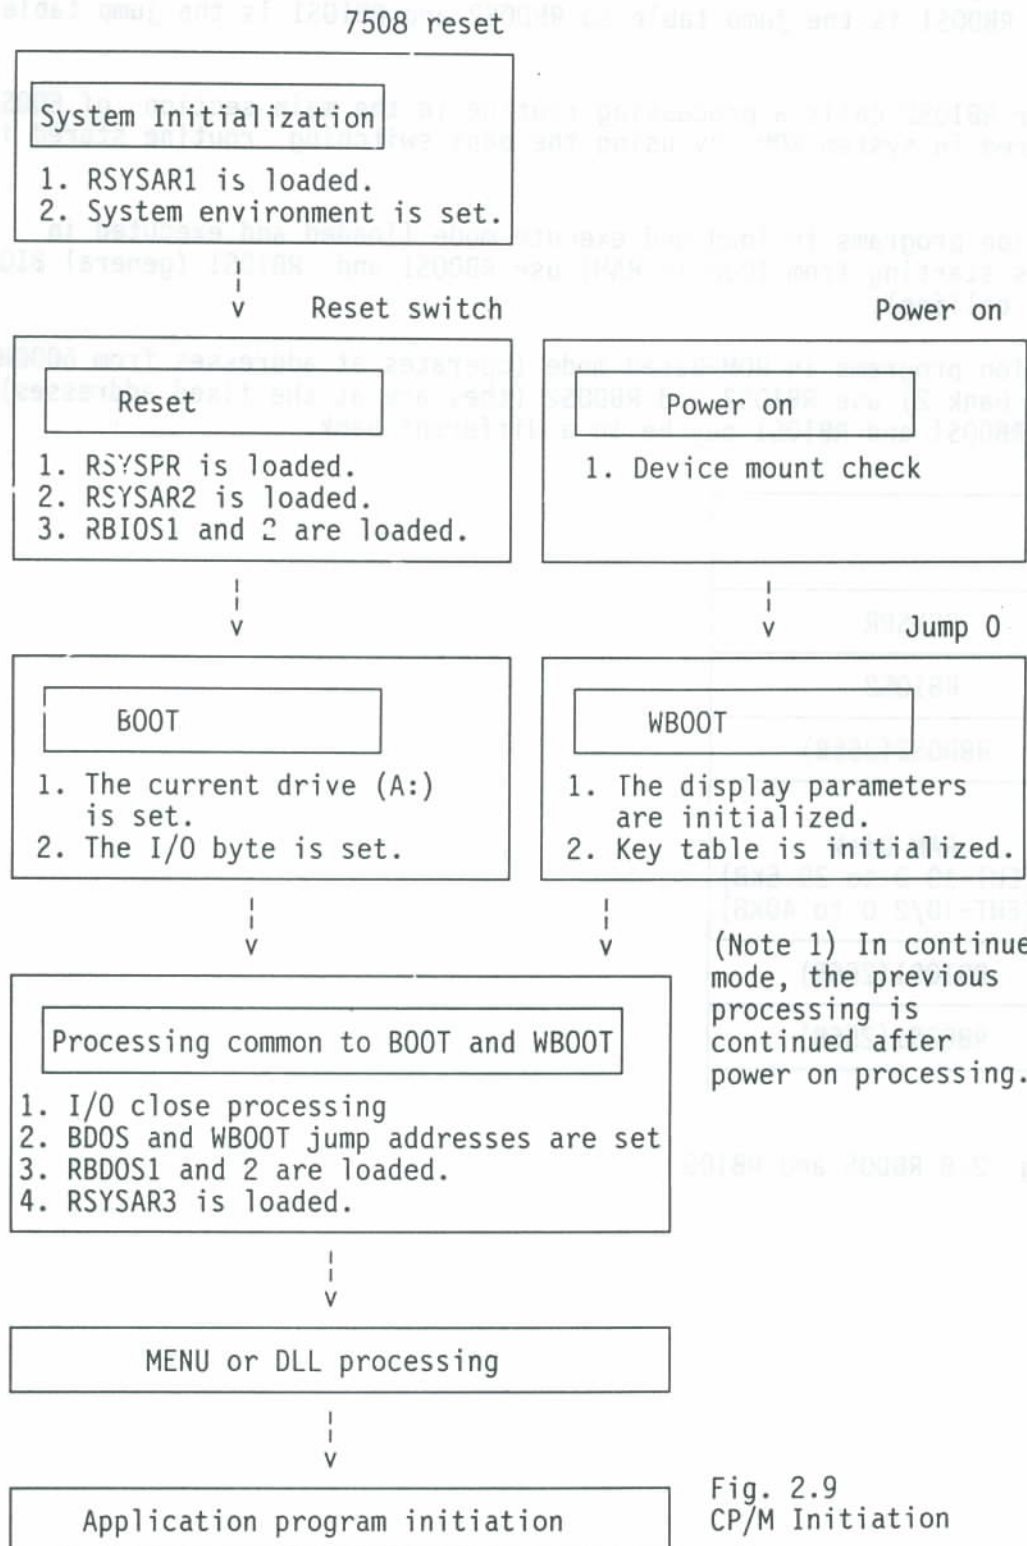 7508 reset
System Initialization
1. RSYSAR1 is loaded.
2. System environment is set.
Reset switch
Power on
Reset
Power on
1. RSYSPR is loaded.
2. RSYSAR2 is loaded.
3. RBIOS1 and 2 are loaded.
1. Device mount check
Jump 0
BOOT
WBOOT
1. The current drive (A:)
is set.
2. The I/O byte is set.
1. The display parameters
are initialized.
2. Key table is initialized.
(Note 1) In continue
mode, the previous
processing is
continued after
power on processing.
Processing common to BOOT and WBOOT
1. I/O close processing
2. BDOS and WBOOT jump addresses are set
3. RBDOS1 and 2 are loaded.
4. RSYSAR3 is loaded.
MENU or DLL processing
Application program initiation
Fig. 2.9
CP/M Initiation